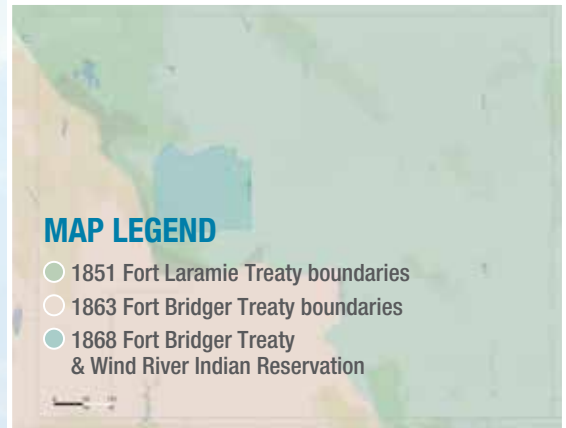 MAP LEGEND
1851 Fort Laramie Treaty boundaries
1863 Fort Bridger Treaty boundaries
1868 Fort Bridger Treaty
& Wind River Indian Reservation